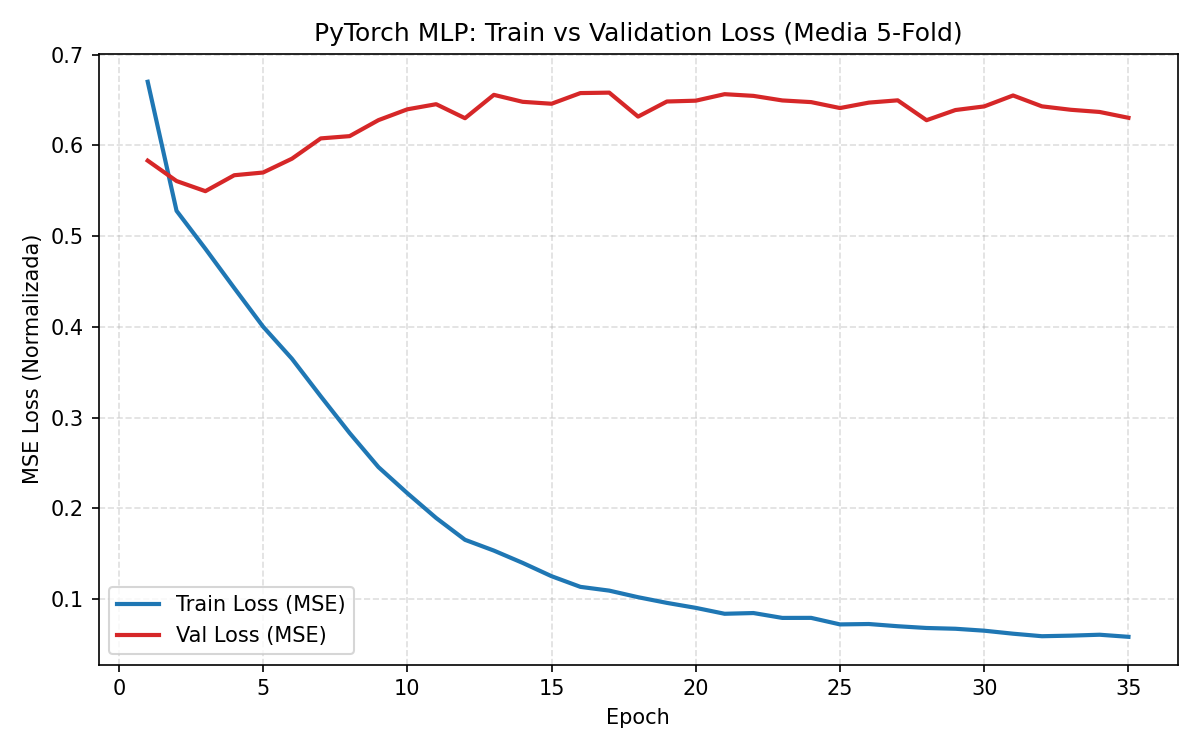 PyTorch MLP: Train vs Validation Loss (Media 5-Fold)
MSE Loss (Normalizada)
0.7
0.6
0.5
0.4
0.3
0.2
0.1
Train Loss (MSE)
Val Loss (MSE)
0 5 10 15 20 25 30 35
Epoch